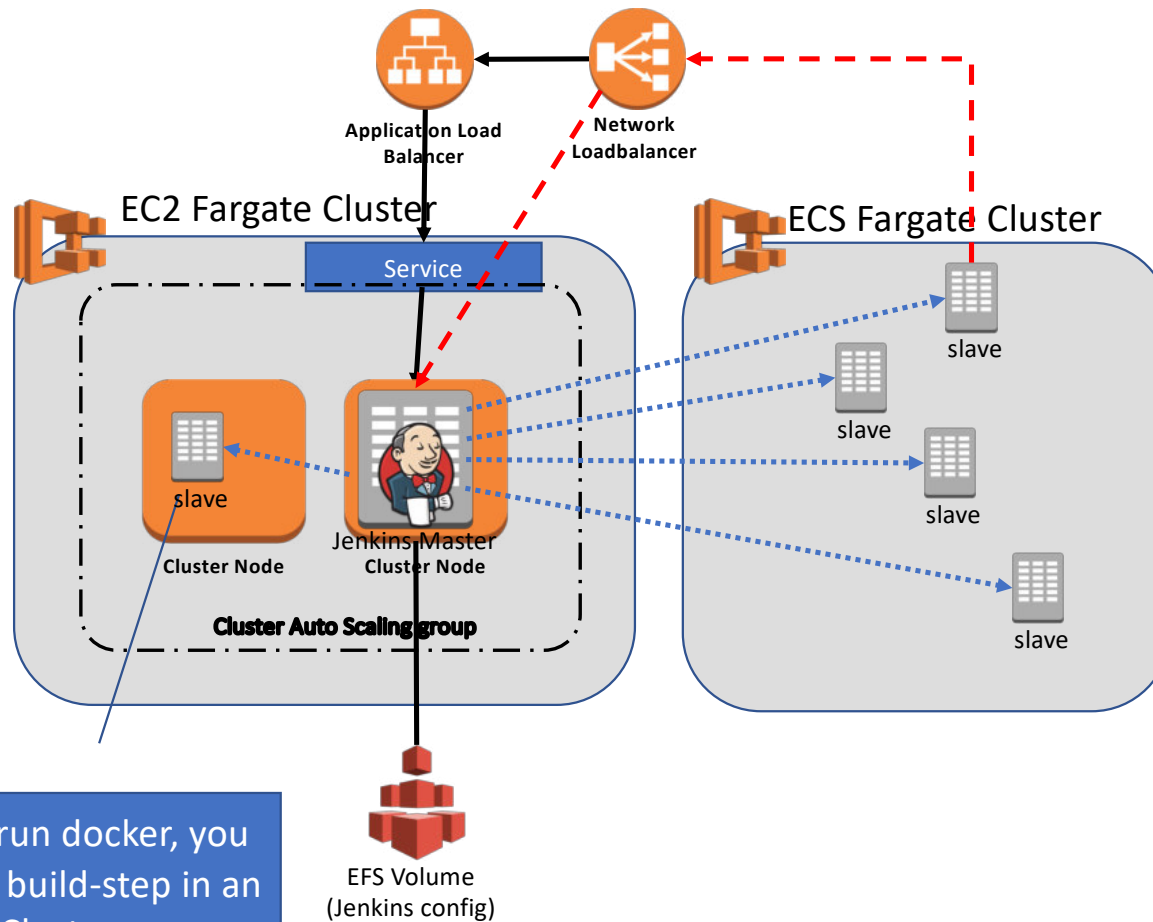 Application Load
Balancer
Network
Loadbalancer
EC2 Fargate Cluster
ECS Fargate Cluster
Service
slave
slave
slave
slave
slave
Jenkins Master
Cluster Node
Cluster Node
Cluster Auto Scaling group
run docker, you
build-step in an
EFS Volume
(Jenkins config)